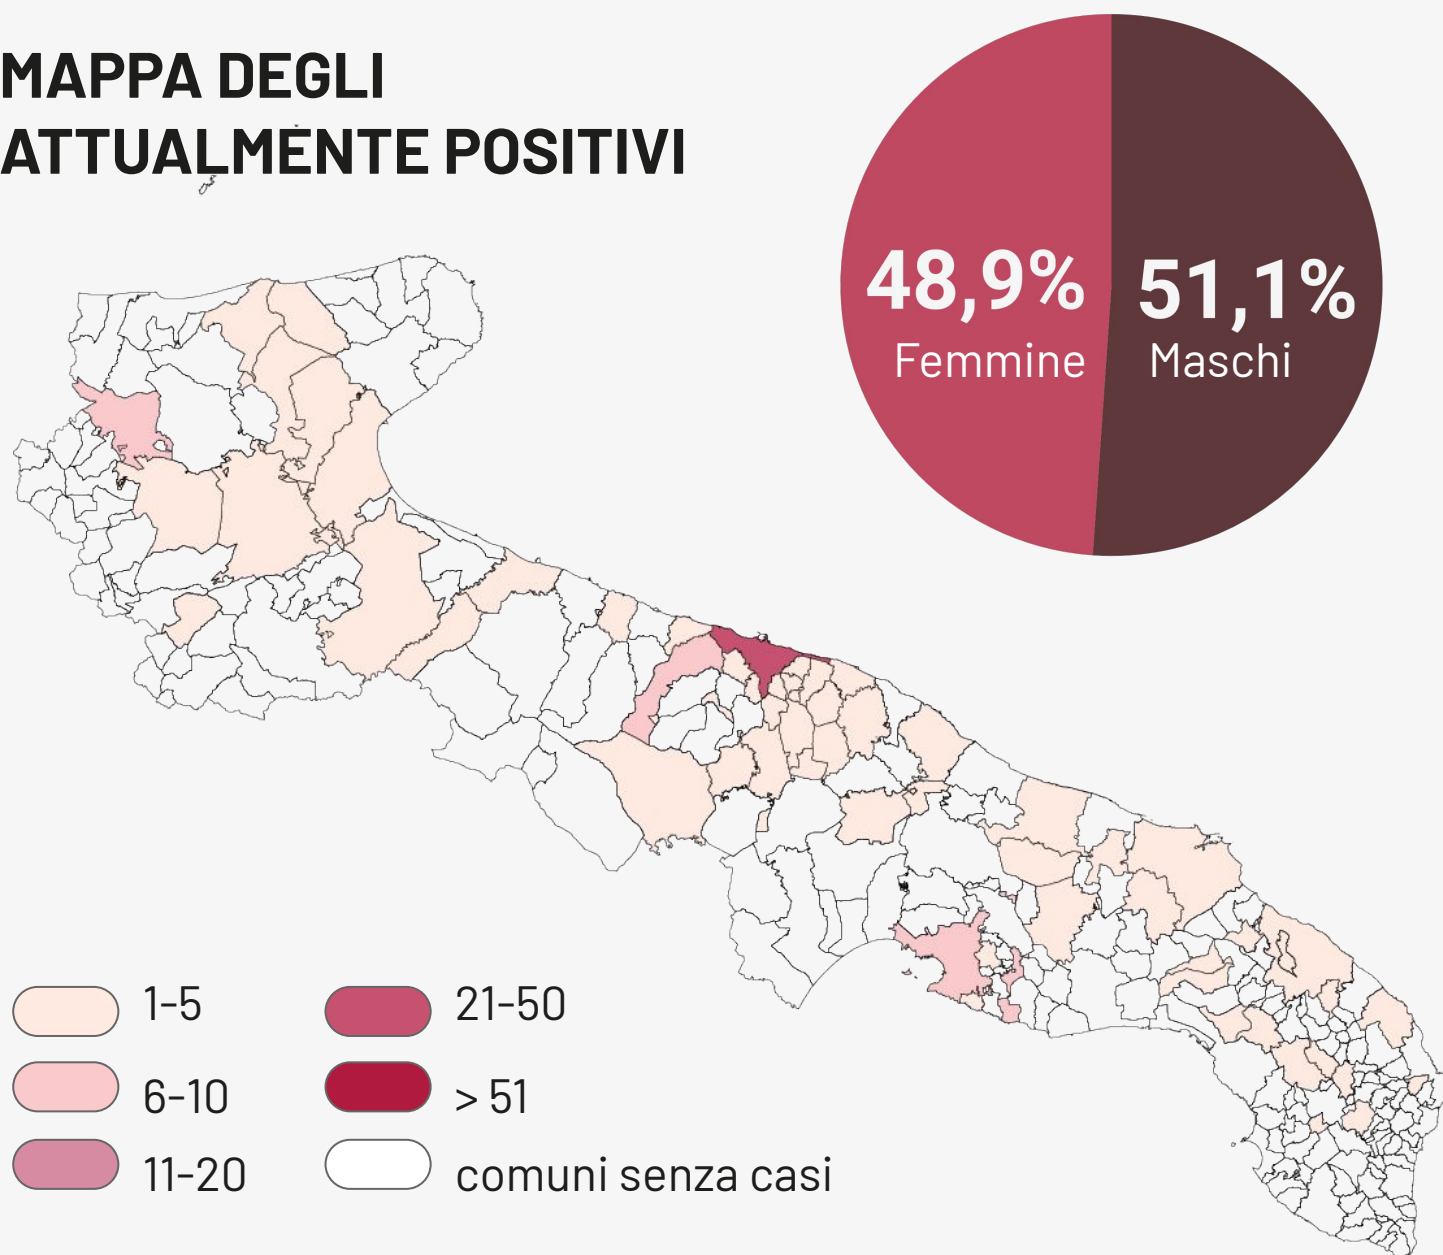 MAPPA DEGLI
ATTUALMENTE POSITIVI
48,9%
Femmine
51,1%
Maschi
1-5
6-10
11-20
21-50
> 51
comuni senza casi